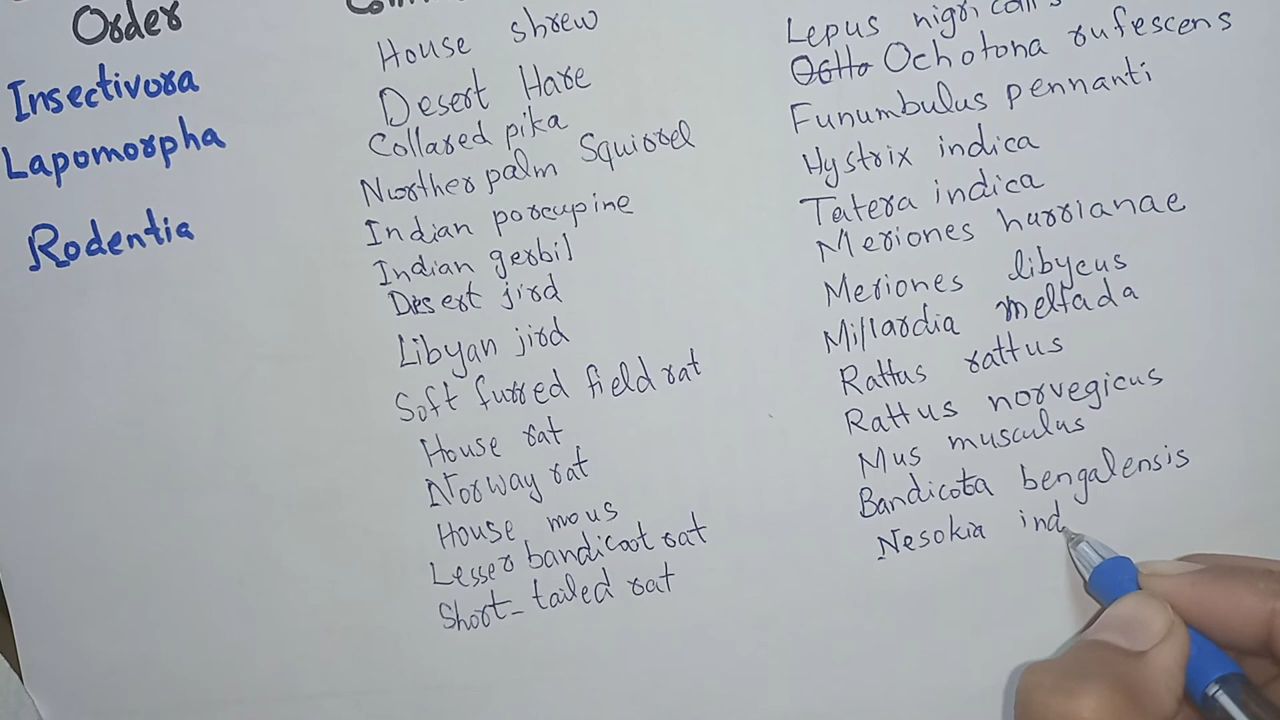 Order
Insectivora
Lapomorpha
Rodentia
House shrew
Desert Hare
Collared pika
Norther palm Squirrel
Indian porcupine
Indian gerbil
Desert jird
Libyan jird
Soft furred field rat
House rat
Norway rat
House mous
Lesser bandicoot rat
Short-tailed rat
Lepus
Ochotona rufescens
Funumbulus pennanti
Hystrix indica
Tatera indica
Meriones hurrianae
Meriones libycus
Millardia meltada
Rattus rattus
Rattus norvegicus
Mus musculus
Bandicota bengalensis
Nesokia ind